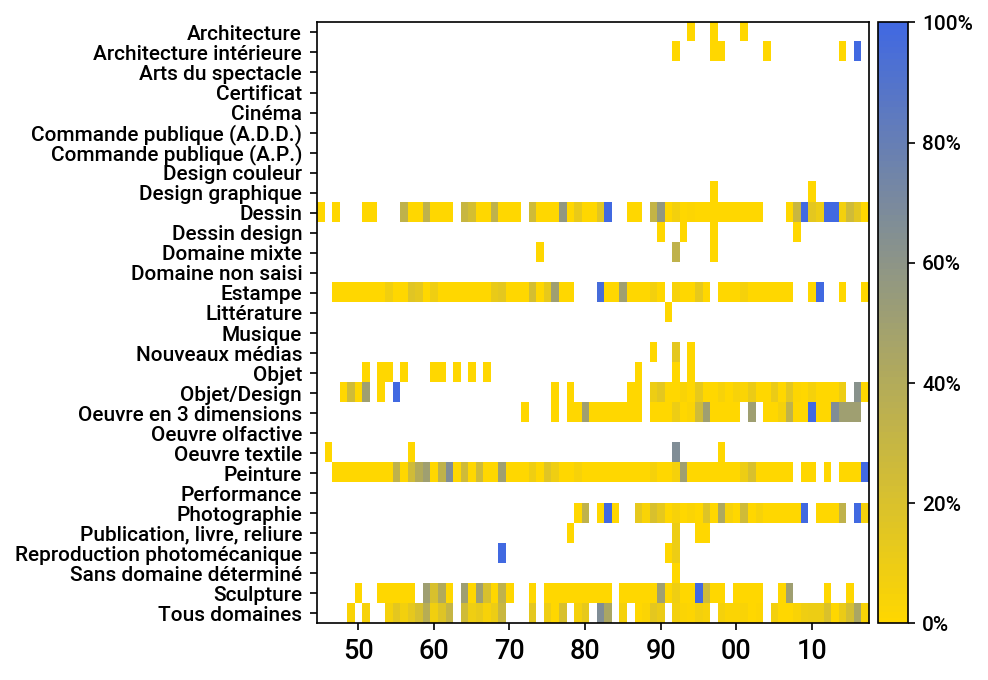 Architecture
Architecture intérieure
Arts du spectacle
Certificat
Cinéma
Commande publique (A.D.D.)
Commande publique (A.P.)
Design couleur
Design graphique
Dessin
Dessin design
Domaine mixte
Domaine non saisi
Estampe
Littérature
Musique
Nouveaux médias
Objet
Objet/Design
Oeuvre en 3 dimensions
Oeuvre olfactive
Oeuvre textile
Peinture
Performance
Photographie
Publication, livre, reliure
Reproduction photomécanique
Sans domaine déterminé
Sculpture
Tous domaines
50 60 70 80 90 00 10
100%
80%
60%
40%
20%
0%